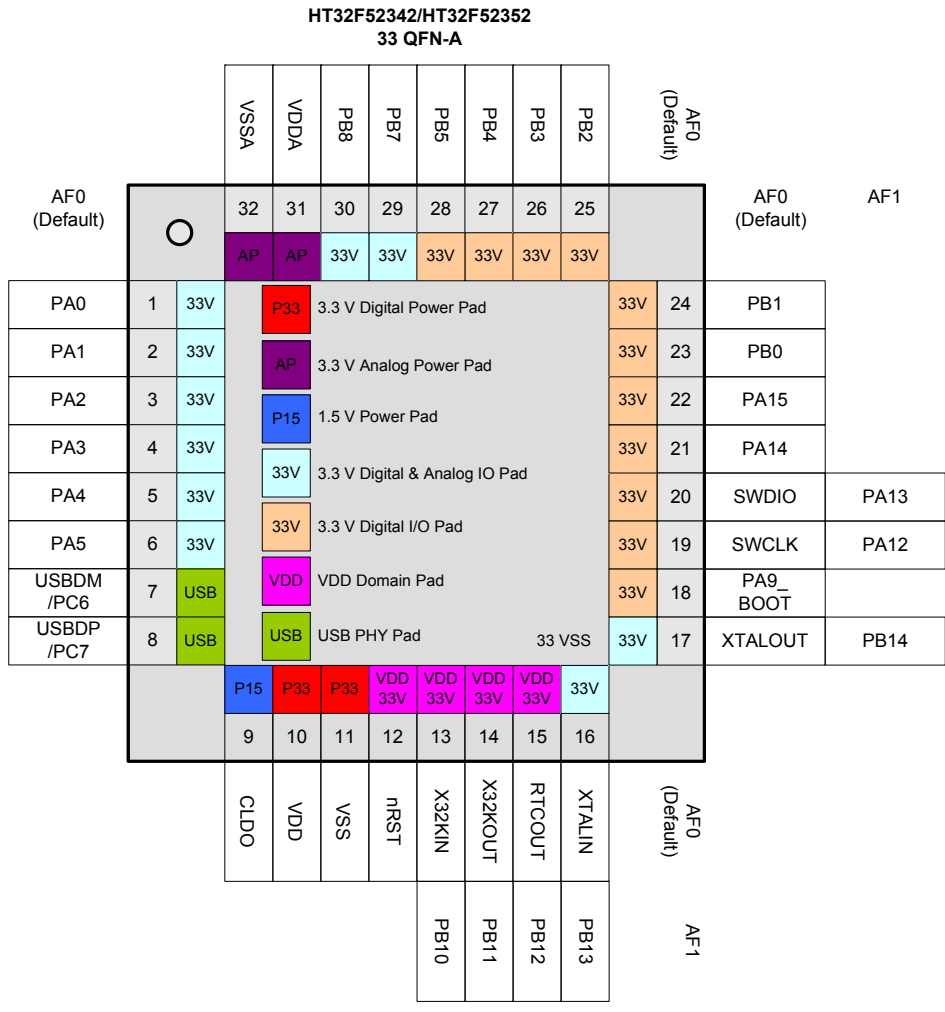 HT32F52342/HT32F52352
33 QFN-A
VSSA
VDDA
PB8
PB7
PB5
PB4
PB3
PB2
AF0
(Default)
AF0
(Default)
32 31 30 29 28 27 26 25
AF0
(Default)
AF1
AP AP 33V 33V 33V 33V 33V 33V
PA0 1 33V
P33 3.3 V Digital Power Pad
33V 24 PB1
PA1 2 33V
AP 3.3 V Analog Power Pad
33V 23 PB0
PA2 3 33V
P15 1.5 V Power Pad
33V 22 PA15
PA3 4 33V
33V 3.3 V Digital & Analog IO Pad
33V 21 PA14
PA4 5 33V
33V 20 SWDIO PA13
PA5 6 33V
33V 3.3 V Digital I/O Pad
33V 19 SWCLK PA12
USBDM
/PC6
7 USB
VDD VDD Domain Pad
33V 18 PA9_
BOOT
USBDP
/PC7
8 USB
USB USB PHY Pad
33 VSS
33V 17 XTALOUT PB14
P15 P33 P33 VDD
33V
VDD
33V
VDD
33V
VDD
33V
33V
9 10 11 12 13 14 15 16
CLDO
VDD
VSS
nRST
X32KIN
X32KOUT
RTCOUT
XTALIN
AF0
(Default)
PB10
PB11
PB12
PB13
AF1